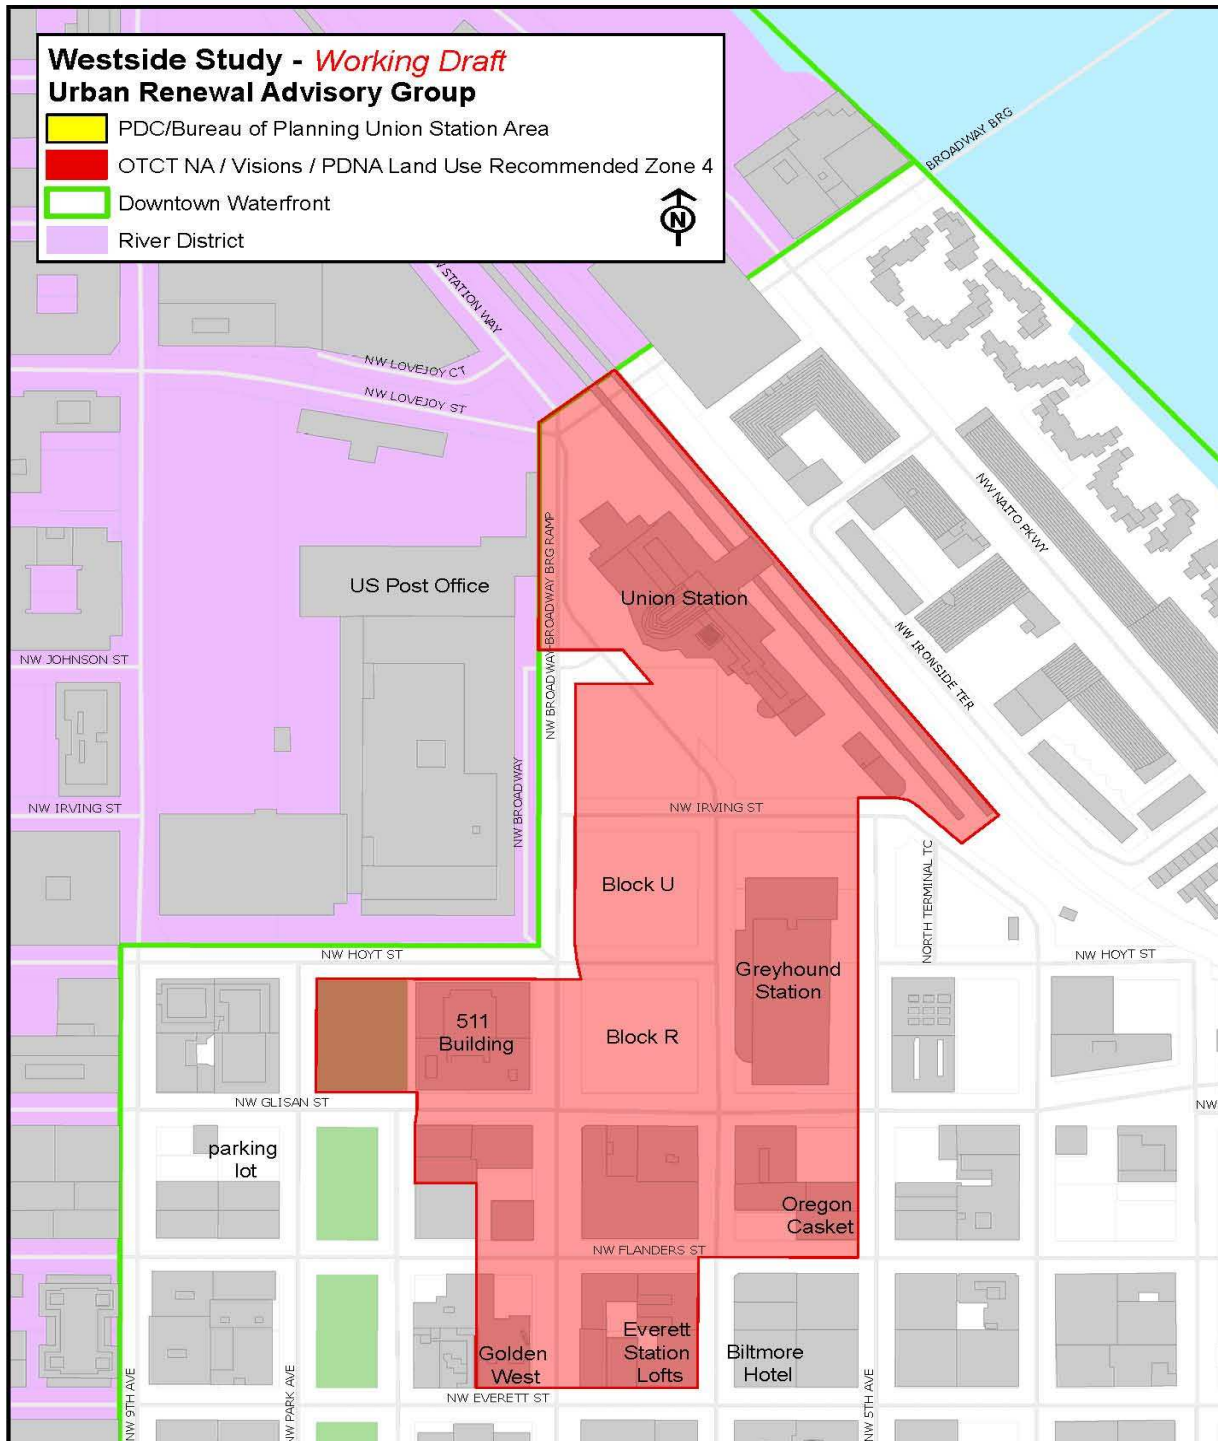 Westside Study - Working Draft
Urban Renewal Advisory Group
PDC/Bureau of Planning Union Station Area
OTCT NA / Visions / PDNA Land Use Recommended Zone 4
Downtown Waterfront
N
River District
BROADWAY BRG
STATION WAY
NW LOVEJOY CT
NW LOVEJOY ST
NW NAITO PKWY
US Post Office
Union Station
NW BROADWAY-BROADWAY BRG RAMP
NW IRONSIDE TER
NW JOHNSON ST
NW BROADWAY
NW IRVING ST
NW IRVING ST
Block U
NORTH TERMINAL TC
NW HOYT ST
NW HOYT ST
Greyhound
Station
511
Building
Block R
NW GLISAN ST
NW
parking
lot
Oregon
Casket
NW FLANDERS ST
Golden
West
Everett
Station
Lofts
Biltmore
Hotel
NW EVERETT ST
NW 9TH AVE
NW PARK AVE
NW 5TH AVE